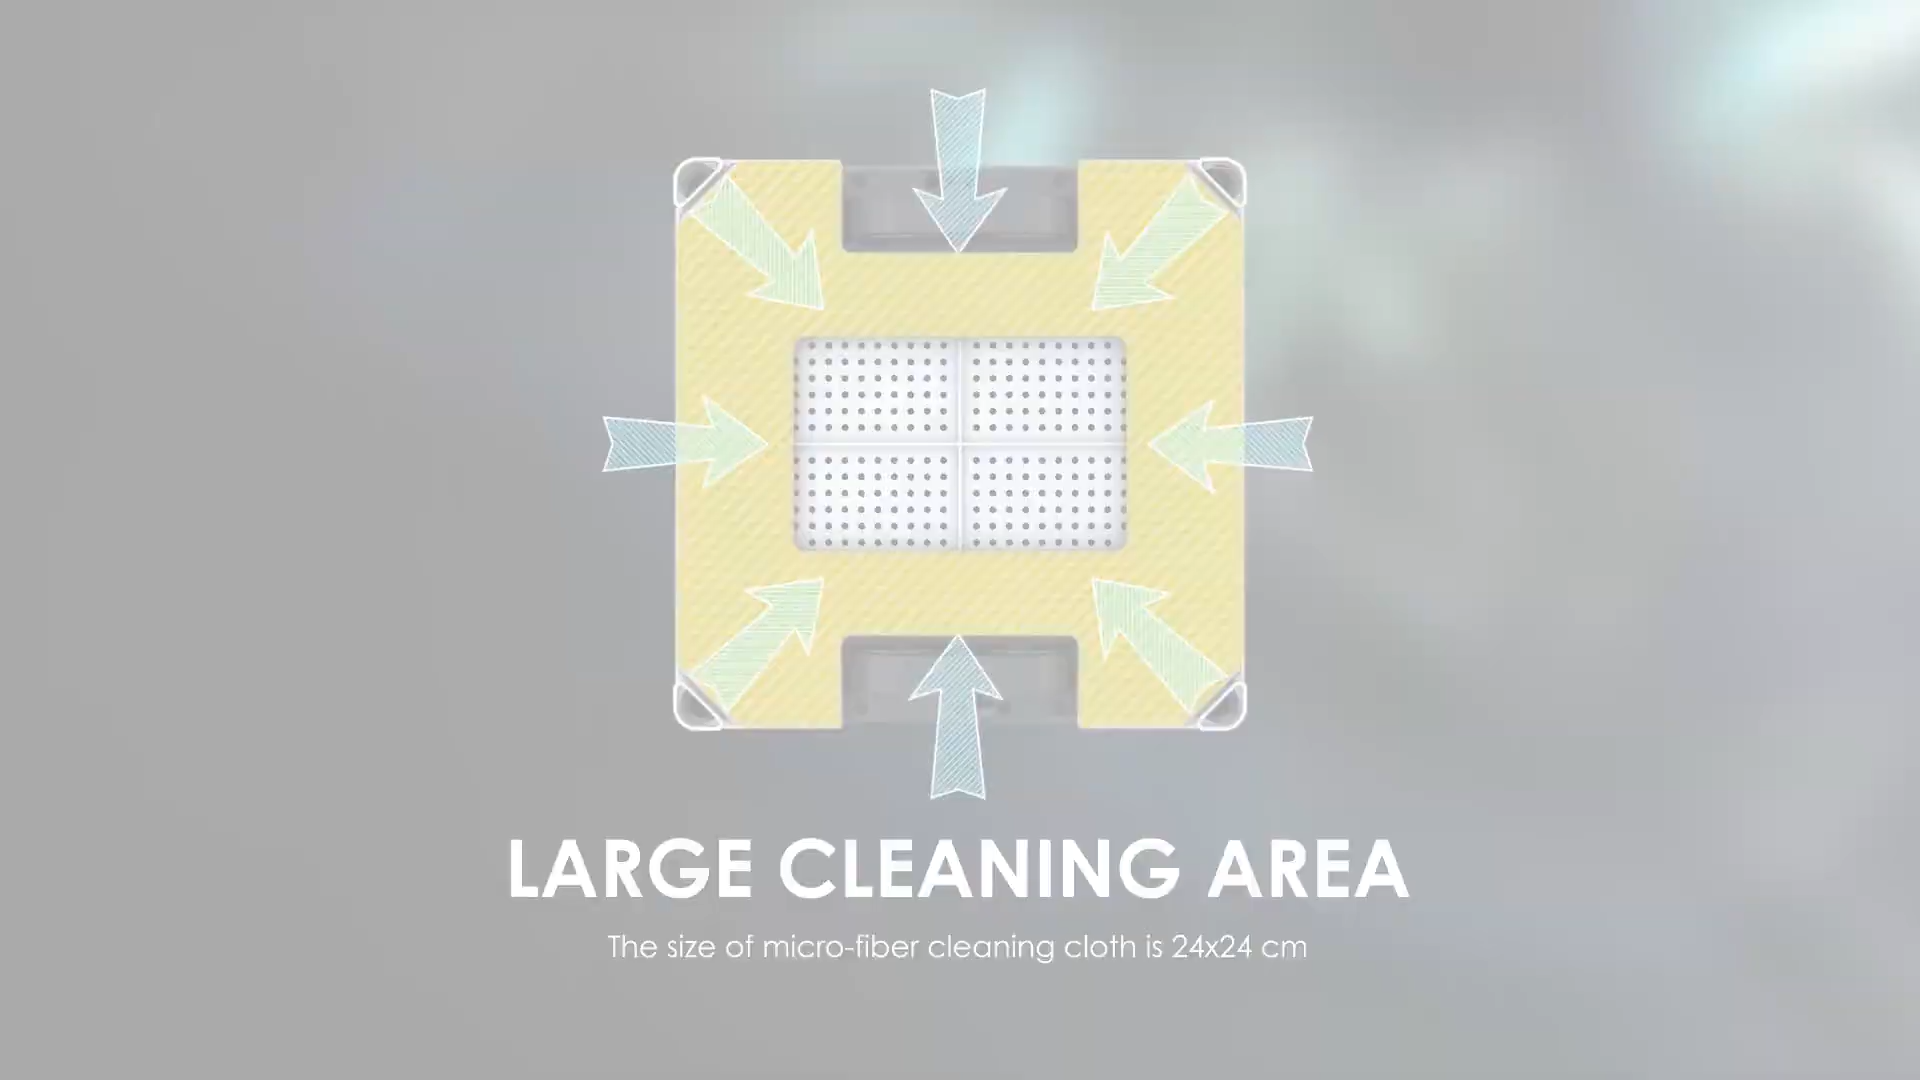 LARGE CLEANING AREA
The size of micro-fiber cleaning cloth is 24x24 cm